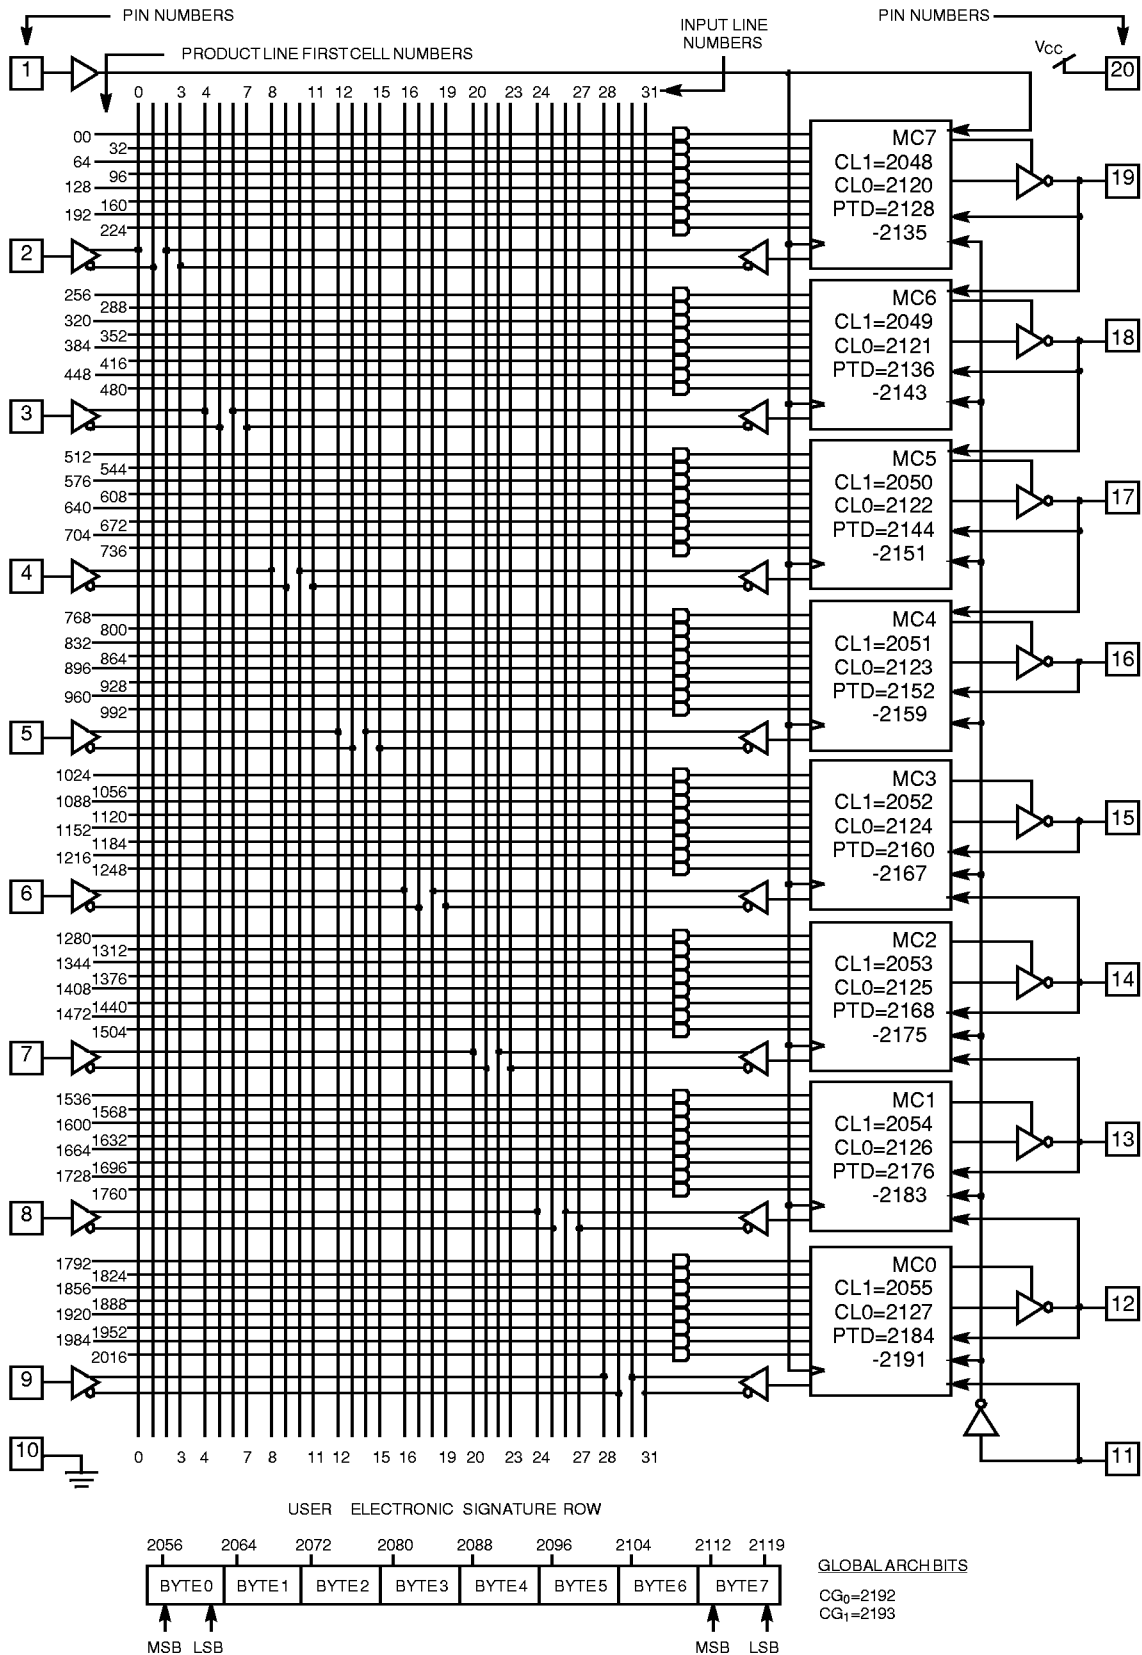 PIN NUMBERS
INPUT LINE NUMBERS
PIN NUMBERS
PRODUCT LINE FIRST CELL NUMBERS
VCC
1
20
0 3 4 7 8 11 12 15 16 19 20 23 24 27 28 31
00
32
64
96
128
160
192
224
MC7
CL1=2048
CL0=2120
PTD=2128
-2135
19
2
256
288
320
352
384
416
448
480
MC6
CL1=2049
CL0=2121
PTD=2136
-2143
18
3
512
544
576
608
640
672
704
736
MC5
CL1=2050
CL0=2122
PTD=2144
-2151
17
4
768
800
832
864
896
928
960
992
MC4
CL1=2051
CL0=2123
PTD=2152
-2159
16
5
1024
1056
1088
1120
1152
1184
1216
1248
MC3
CL1=2052
CL0=2124
PTD=2160
-2167
15
6
1280
1312
1344
1376
1408
1440
1472
1504
MC2
CL1=2053
CL0=2125
PTD=2168
-2175
14
7
1536
1568
1600
1632
1664
1696
1728
1760
MC1
CL1=2054
CL0=2126
PTD=2176
-2183
13
8
1792
1824
1856
1888
1920
1952
1984
2016
MC0
CL1=2055
CL0=2127
PTD=2184
-2191
12
9
10
11
0 3 4 7 8 11 12 15 16 19 20 23 24 27 28 31
USER ELECTRONIC SIGNATURE ROW
2056 2064 2072 2080 2088 2096 2104 2112 2119
BYTE0 BYTE1 BYTE2 BYTE3 BYTE4 BYTE5 BYTE6 BYTE7
MSB LSB MSB LSB
GLOBAL ARCH BITS
CG0=2192
CG1=2193